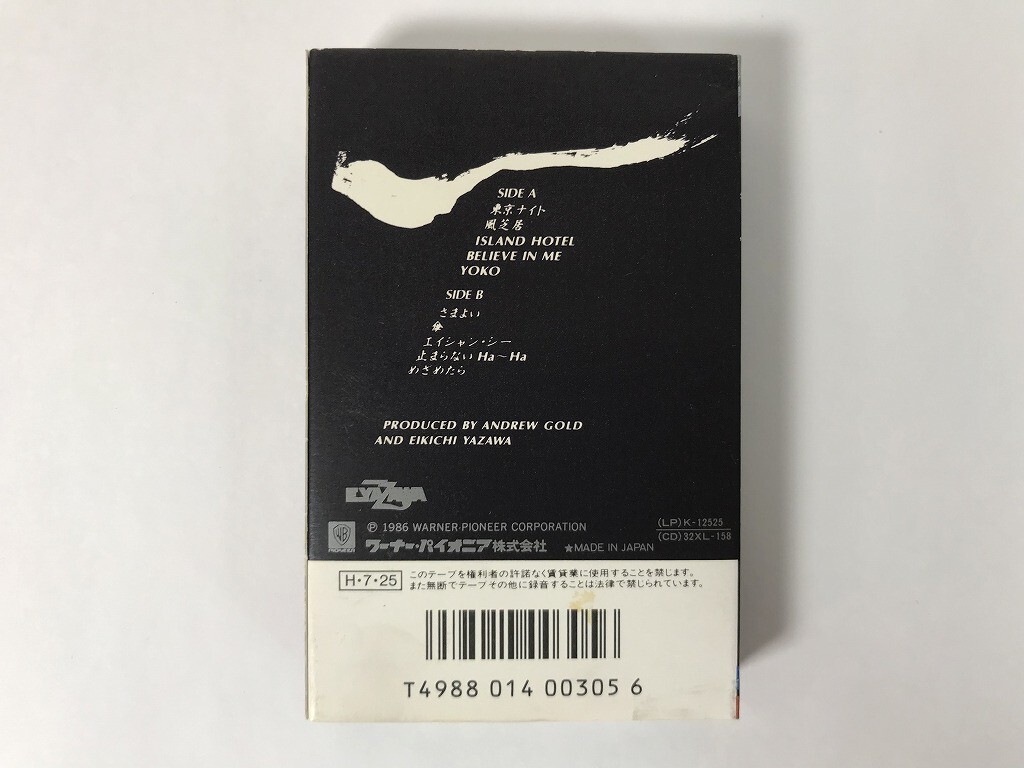 SIDE A
東京ナイト
風芝居
ISLAND HOTEL
BELIEVE IN ME
YOKO
SIDE B
さまよい
傘
エイシャン・シー
止まらない Ha～Ha
めざめたら
PRODUCED BY ANDREW GOLD
AND EIKICHI YAZAWA
E.YAZAWA
WB
PIONEER
Ⓟ 1986 WARNER-PIONEER CORPORATION
ワーナー・パイオニア株式会社
★MADE IN JAPAN
(LP)K-12525
(CD)32XL-158
H・7・25
このテープを権利者の許諾なく賃貸業に使用することを禁じます。
また無断でテープその他に録音することは法律で禁じられています。
T4988 014 00305 6